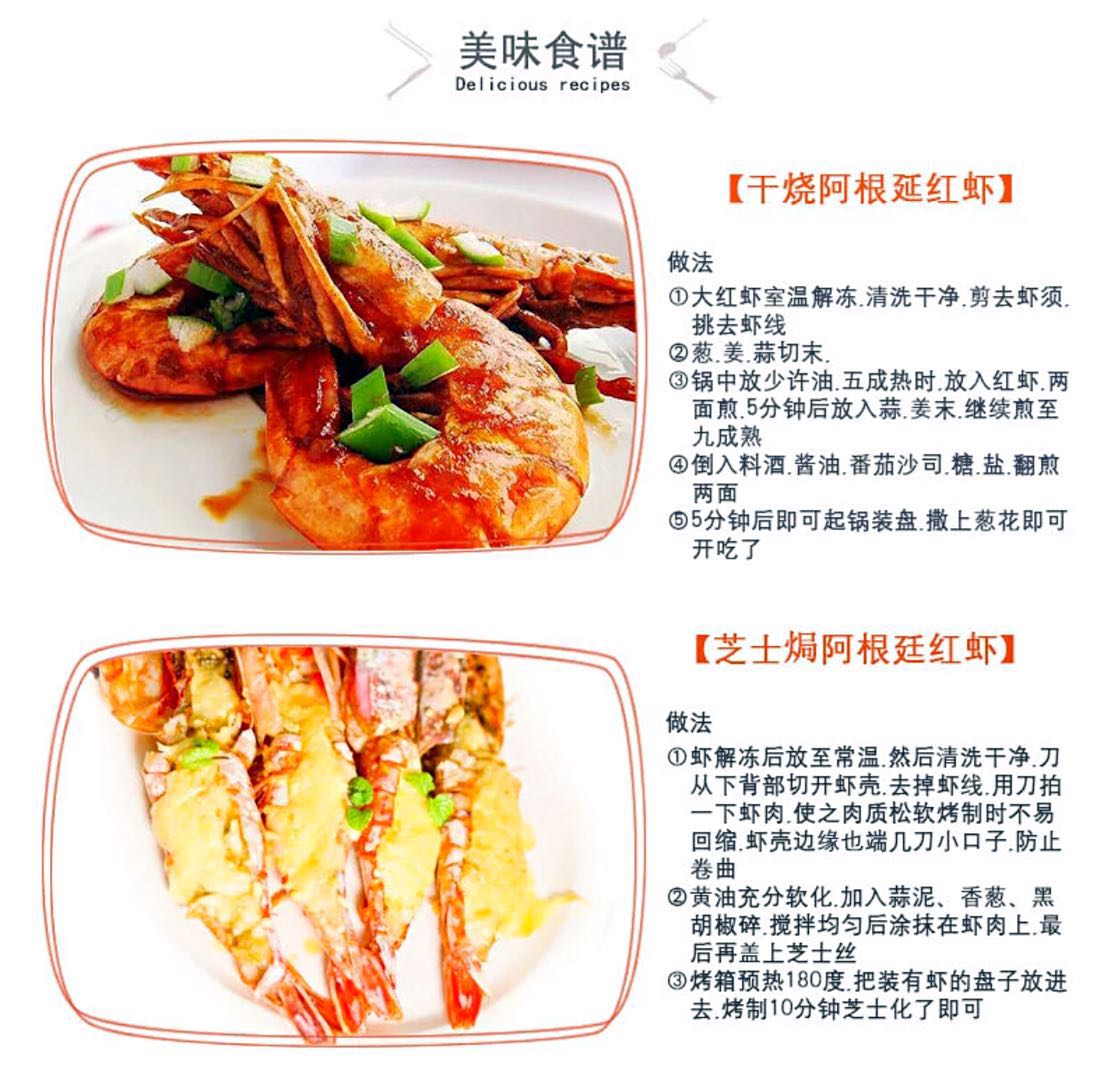 美味食谱
Delicious recipes
【干烧阿根延红虾】
做法
①大红虾室温解冻.清洗干净.剪去虾须.
挑去虾线
②葱.姜.蒜切末.
③锅中放少许油.五成热时.放入红虾.两
面煎.5分钟后放入蒜.姜末.继续煎至
九成熟
④倒入料酒.酱油.番茄沙司.糖.盐.翻煎
两面
⑤5分钟后即可起锅装盘.撒上葱花即可
开吃了
【芝士焗阿根廷红虾】
做法
①虾解冻后放至常温.然后清洗干净.刀
从下背部切开虾壳.去掉虾线.用刀拍
一下虾肉.使之肉质松软烤制时不易
回缩.虾壳边缘也端几刀小口子.防止
卷曲
②黄油充分软化.加入蒜泥、香葱、黑
胡椒碎.搅拌均匀后涂抹在虾肉上.最
后再盖上芝士丝
③烤箱预热180度.把装有虾的盘子放进
去.烤制10分钟芝士化了即可